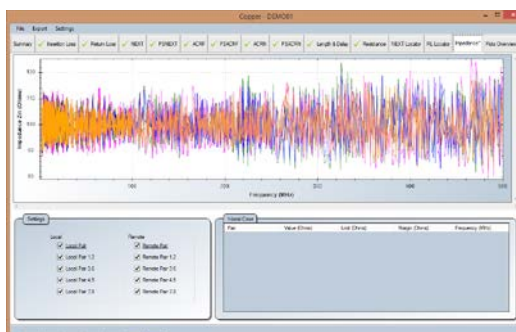 Copper - DEMO01
File Export Settings
Summary Insertion Loss Return Loss NEXT PSNEXT ACRF PSACRF ACRN PSACRN Length & Delay Resistance NEXT Locator RL Locator Impedance* Plots Overview
Impedance Zin (Ohms)
100 200 300 400 500
Frequency (MHz)
Settings
Local Remote
Local Pair Remote Pair
Local Pair 1.2 Remote Pair 1.2
Local Pair 3.6 Remote Pair 3.6
Local Pair 4.5 Remote Pair 4.5
Local Pair 7.8 Remote Pair 7.8
Worst Case
Pair Value (Ohms) Limit (Ohms) Margin (Ohms) Frequency (MHz)